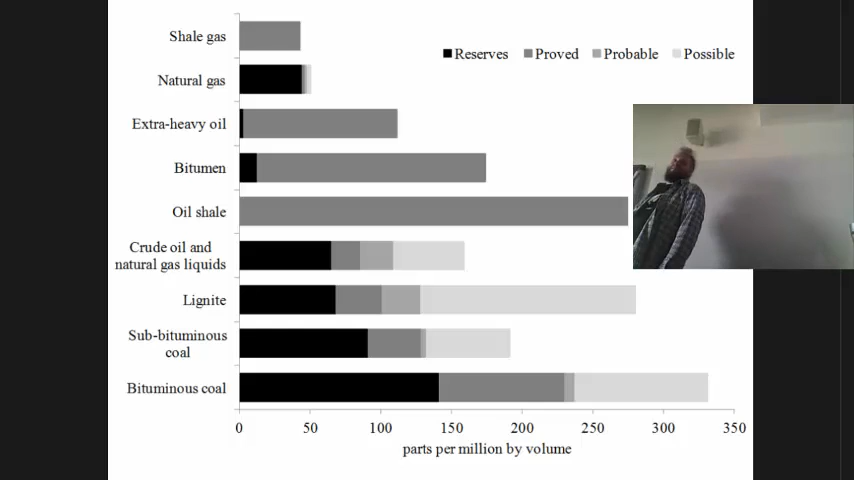 Shale gas
Reserves Proved Probable Possible
Natural gas
Extra-heavy oil
Bitumen
Oil shale
Crude oil and
natural gas liquids
Lignite
Sub-bituminous
coal
Bituminous coal
0 50 100 150 200 250 300 350
parts per million by volume